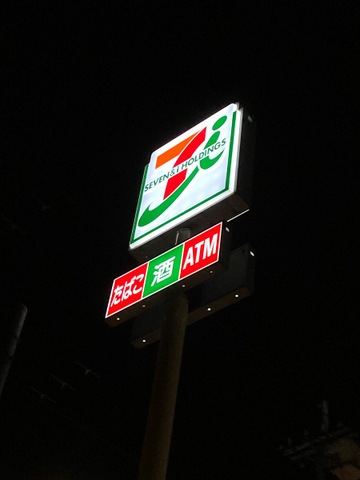 7i
SEVEN&I HOLDINGS
たばこ 酒 ATM